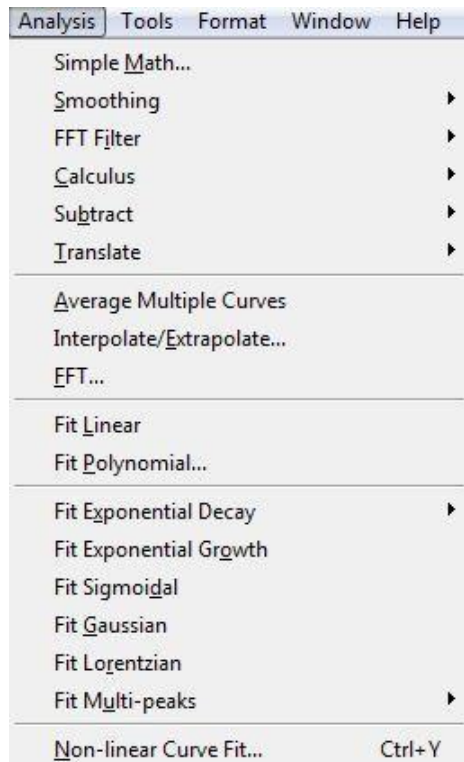 Analysis Tools Format Window Help
Simple Math...
Smoothing
FFT Filter
Calculus
Subtract
Translate
Average Multiple Curves
Interpolate/Extrapolate...
FFT...
Fit Linear
Fit Polynomial...
Fit Exponential Decay
Fit Exponential Growth
Fit Sigmoidal
Fit Gaussian
Fit Lorentzian
Fit Multi-peaks
Non-linear Curve Fit... Ctrl+Y